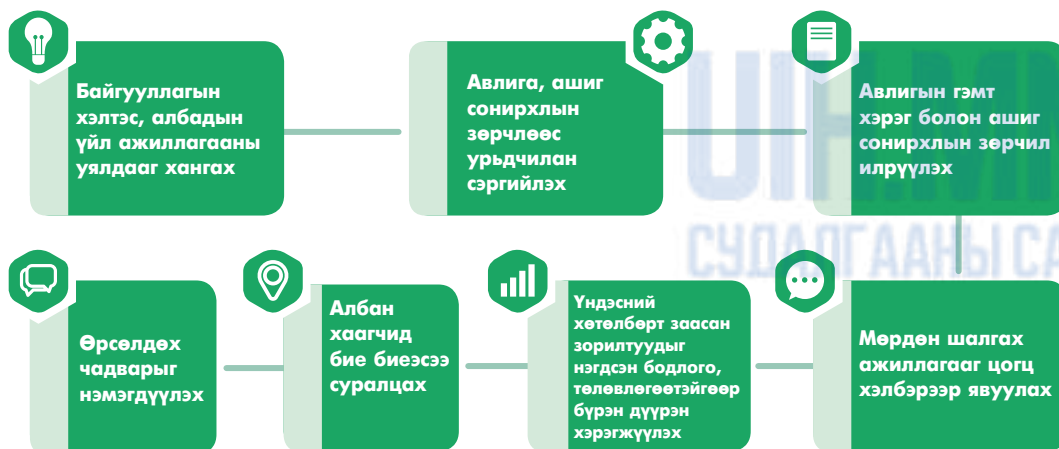 Байгууллагын
хэлтэс, албадын
үйл ажиллагааны
уялдааг хангах
Авлига, ашиг
сонирхлын
зөрчлөөс
урьдчилан
сэргийлэх
Авлигын гэмт
хэрэг болон ашиг
сонирхлын зөрчил
илрүүлэх
Мөрдөн шалгах
ажиллагааг цогц
хэлбэрээр явуулах
Үндэсний
хөтөлбөрт заасан
зорилтуудыг
нэгдсэн бодлого,
төлөвлөгөөтэйгөөр
бүрэн дүүрэн
хэрэгжүүлэх
Албан
хаагчид
бие биеэсээ
суралцах
Өрсөлдөх
чадварыг
нэмэгдүүлэх
СУДАЛГААНЫ СА